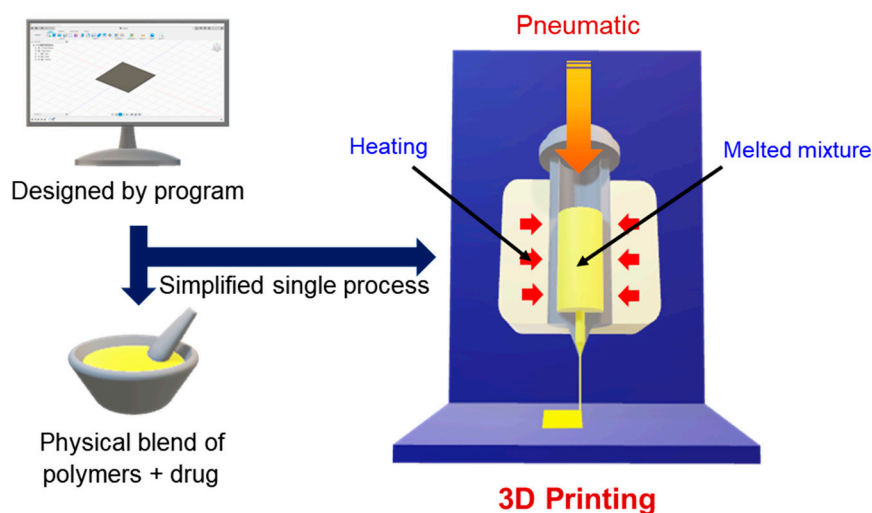 Pneumatic
Heating
Melted mixture
Designed by program
Simplified single process
Physical blend of
polymers + drug
3D Printing